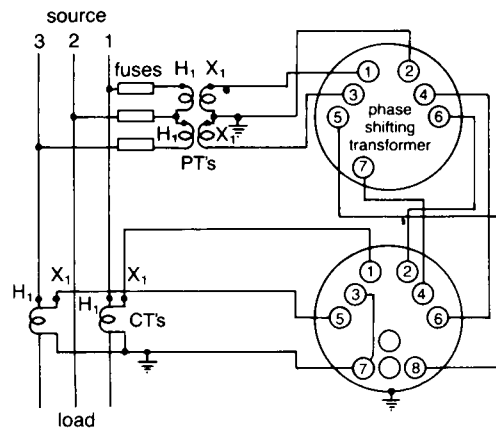 source
3 2 1
fuses
H1 X1
H1 X1
PT's
1 2
3 4
5 6
phase
shifting
transformer
7
X1 X1
H1 H1
CT's
1 2
3 4
5 6
7 8
load